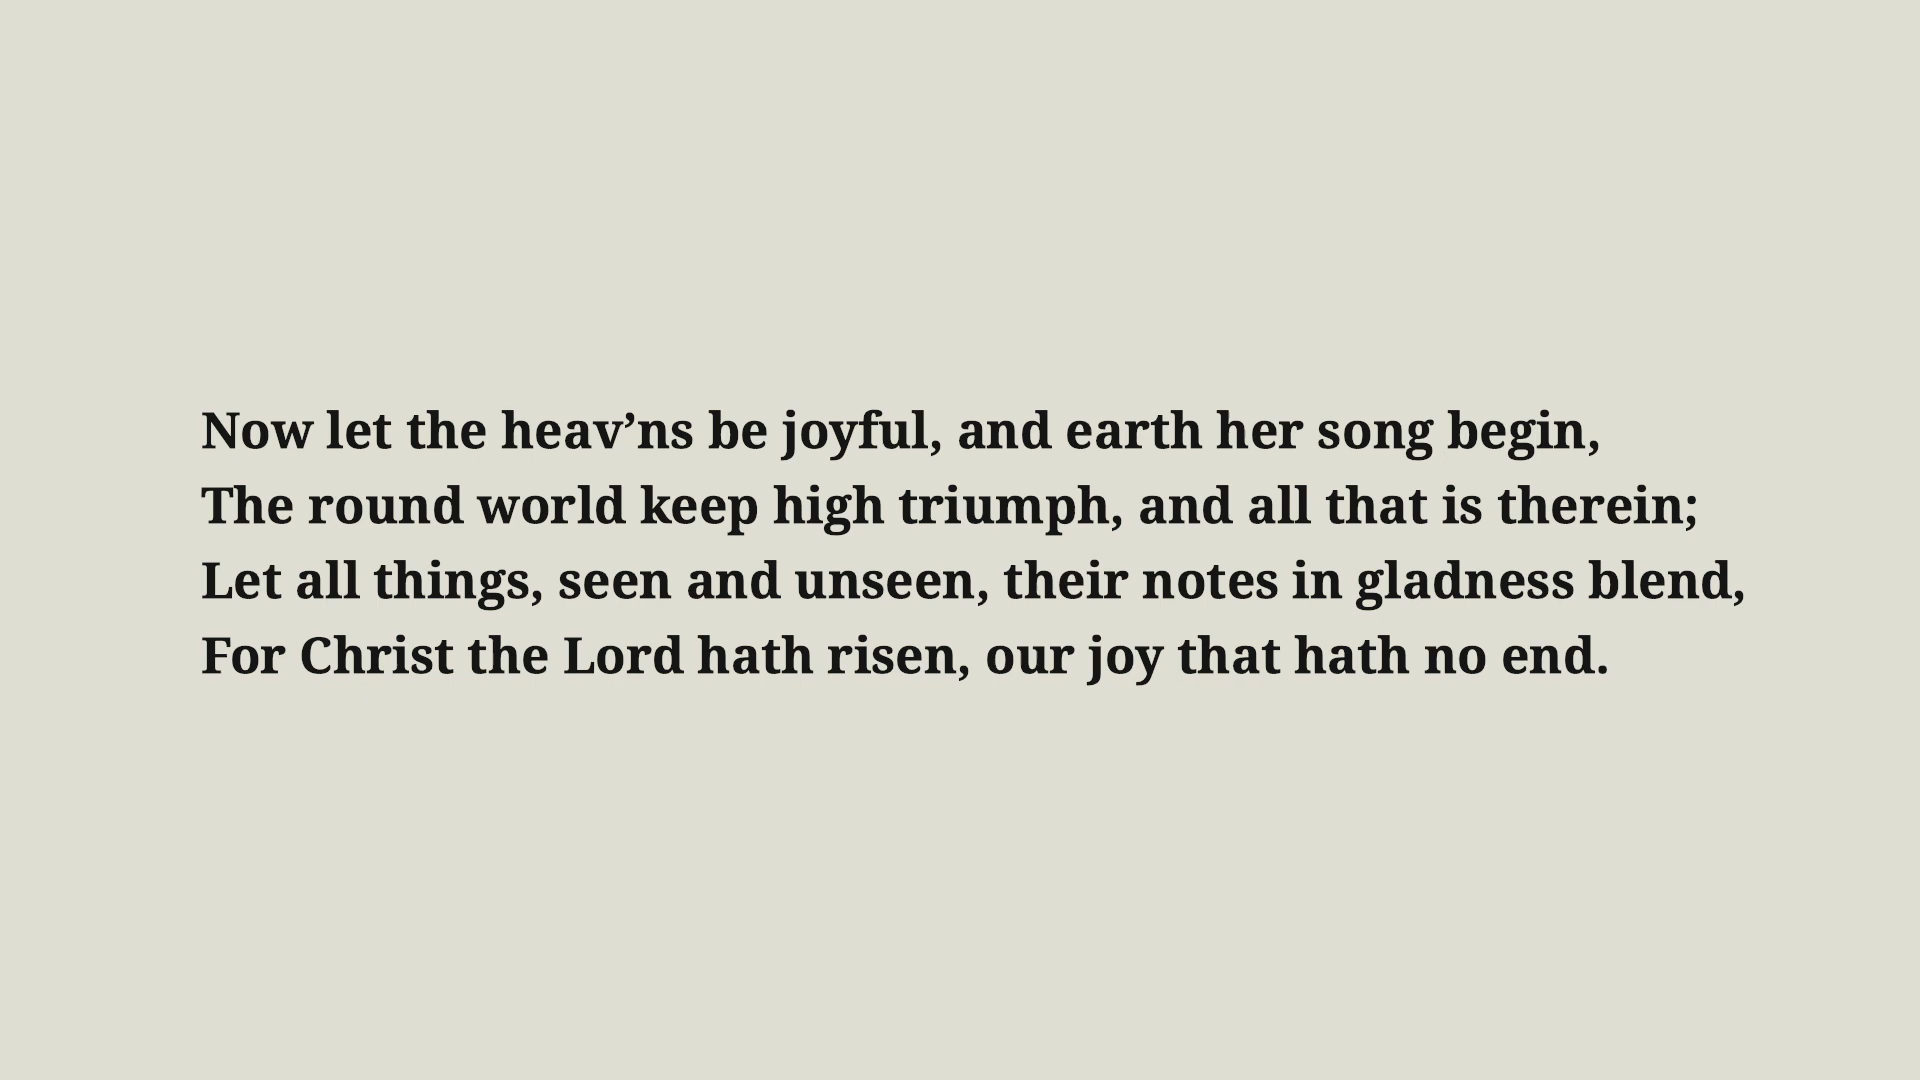 Now let the heav’ns be joyful, and earth her song begin,
The round world keep high triumph, and all that is therein;
Let all things, seen and unseen, their notes in gladness blend,
For Christ the Lord hath risen, our joy that hath no end.